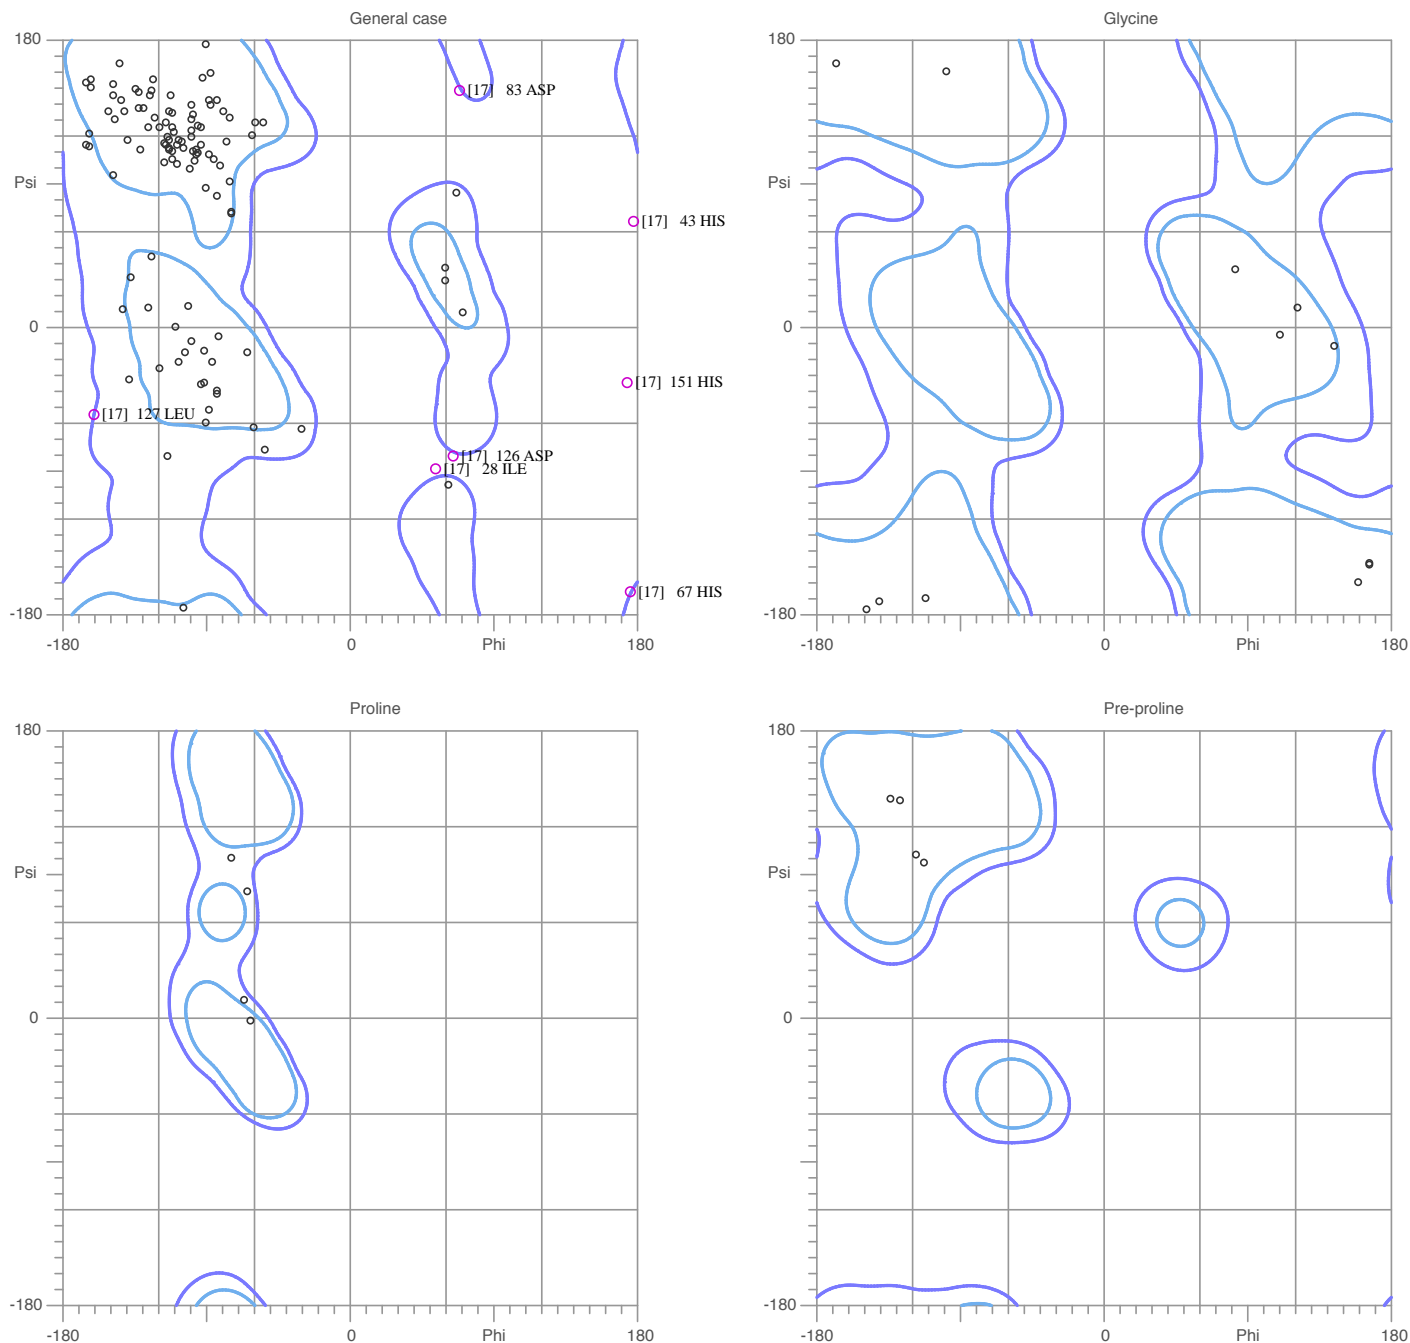 General case
180
Psi
0
-180
-180
0
Phi
180
[17] 83 ASP
[17] 43 HIS
[17] 151 HIS
[17] 127 LEU
[17] 126 ASP
[17] 28 ILE
[17] 67 HIS
Glycine
180
Psi
0
-180
-180
0
Phi
180
Proline
180
Psi
0
-180
-180
0
Phi
180
Pre-proline
180
Psi
0
-180
-180
0
Phi
180